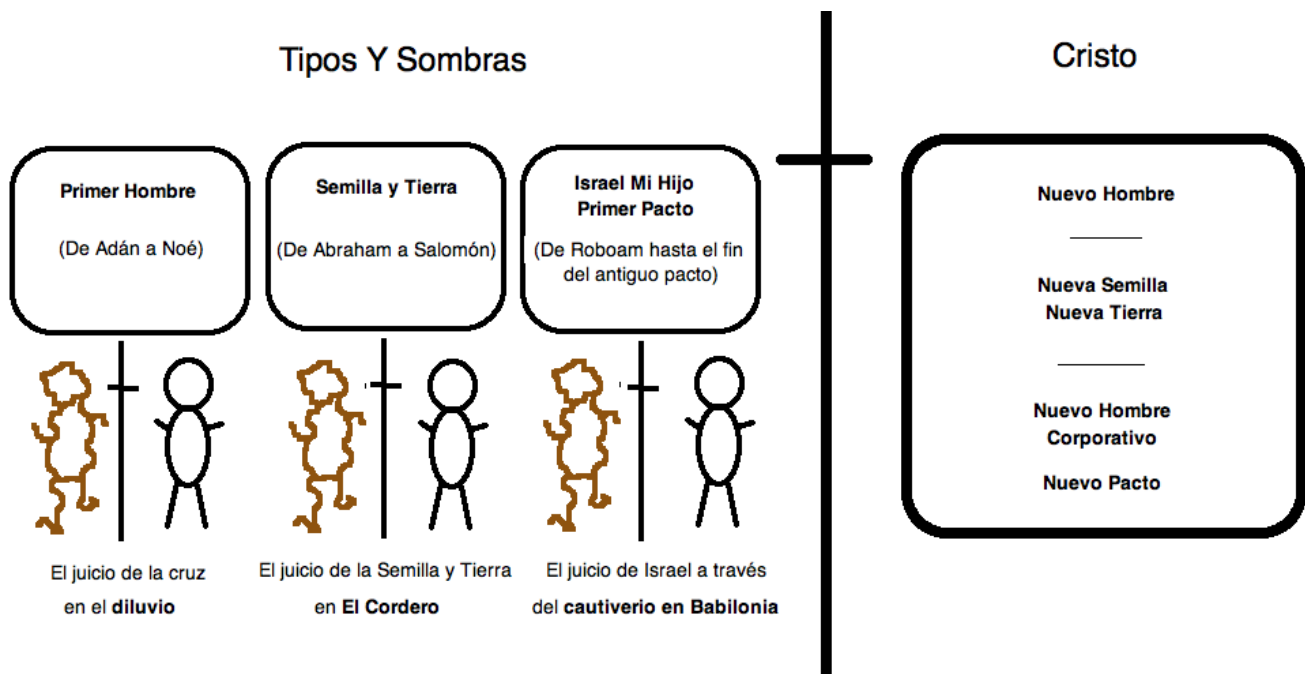 Tipos Y Sombras
Cristo
Primer Hombre
(De Adán a Noé)
Semilla y Tierra
(De Abraham a Salomón)
Israel Mi Hijo
Primer Pacto
(De Roboam hasta el fin
del antiguo pacto)
El juicio de la cruz
en el diluvio
El juicio de la Semilla y Tierra
en El Cordero
El juicio de Israel a través
del cautiverio en Babilonia
Nuevo Hombre
Nueva Semilla
Nueva Tierra
Nuevo Hombre
Corporativo
Nuevo Pacto